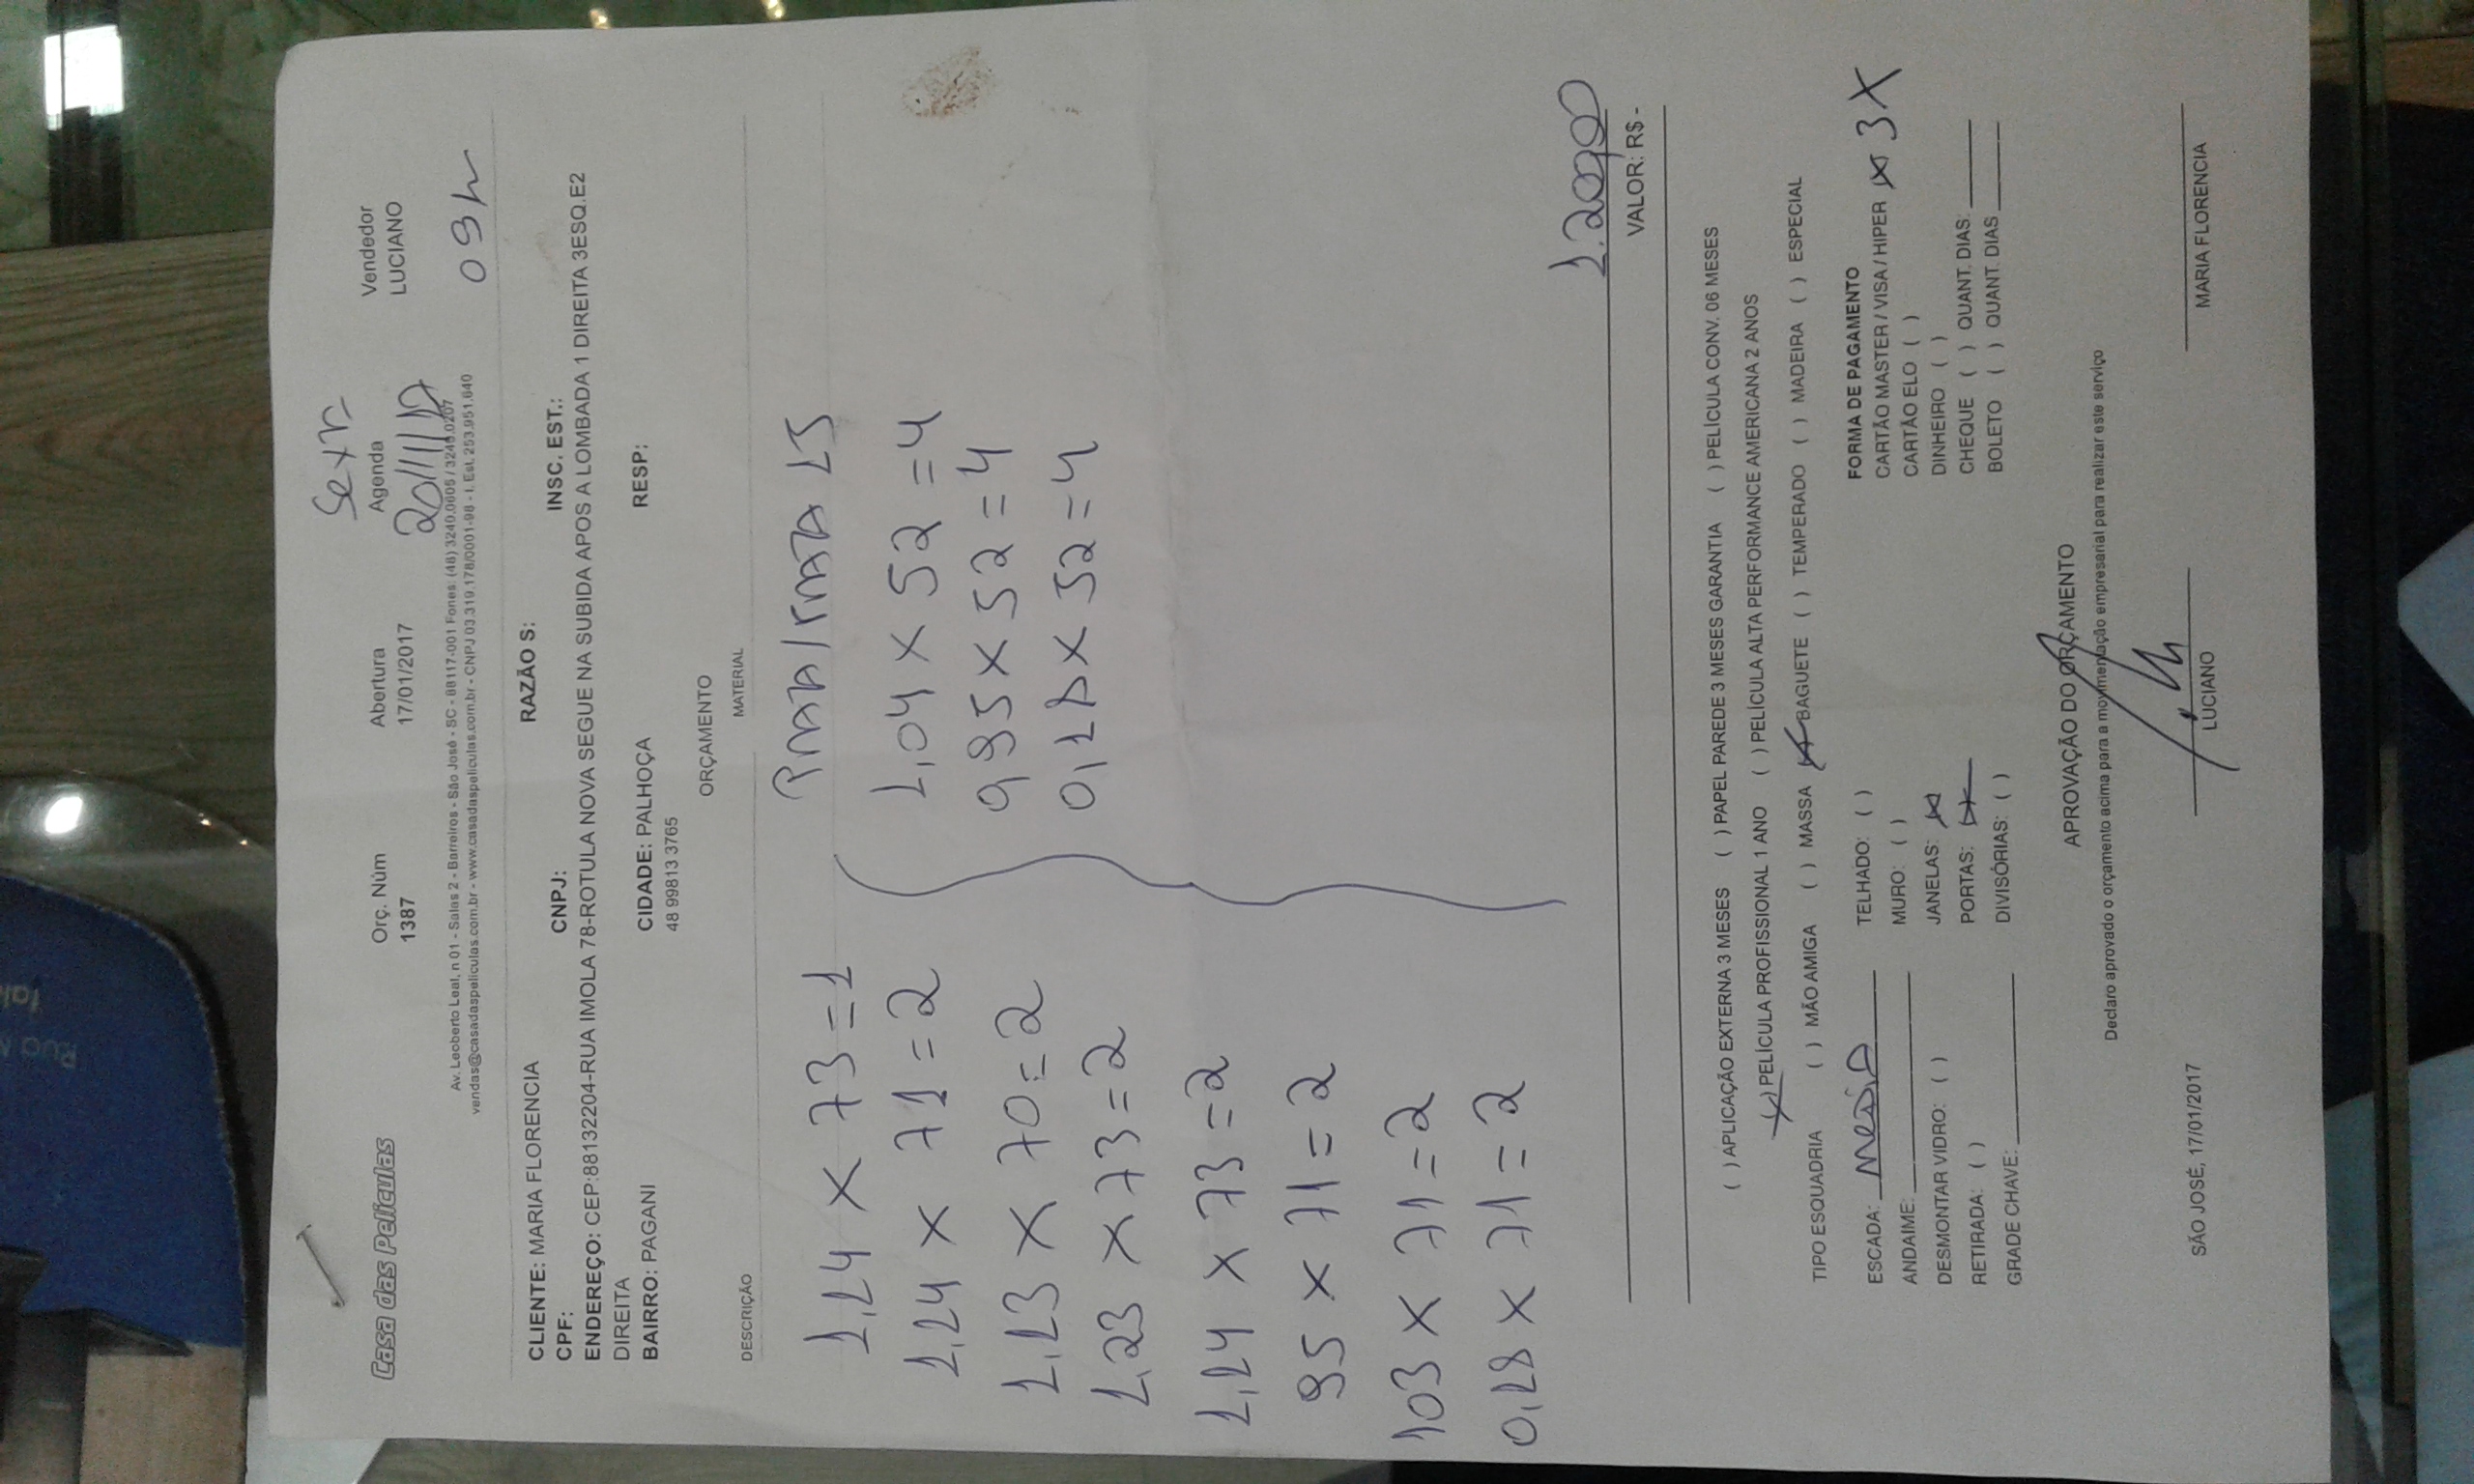 Sext
Casa das Películas
Orç. Núm
1387
Abertura
17/01/2017
Agenda
20/1/17
Vendedor
LUCIANO
Av. Leoberto Leal, n 01 - Salas 2 - Barreiros - São José - SC - 88117-001 Fones: (48) 3240.0605 / 3246.0207
vendas@casadaspeliculas.com.br - www.casadaspeliculas.com.br - CNPJ 03.319.178/0001-98 - I. Est. 253.951.640
09h
CLIENTE: MARIA FLORENCIA RAZÃO S:
CPF: CNPJ: INSC. EST.:
ENDEREÇO: CEP:88132204-RUA IMOLA 78-ROTULA NOVA SEGUE NA SUBIDA APOS A LOMBADA 1 DIREITA 3ESQ.E2
DIREITA
BAIRRO: PAGANI CIDADE: PALHOÇA RESP:
48 99813 3765
ORÇAMENTO
DESCRIÇÃO MATERIAL
Prata/Prata 15
1,24 x 73 = 1
1,24 x 71 = 2
1,23 x 70 = 2
1,23 x 73 = 2
1,24 x 73 = 2
95 x 71 = 2
103 x 71 = 2
0,28 x 71 = 2
1,04 x 52 = 4
0,95 x 52 = 4
0,28 x 52 = 4
VALOR: R$ -
( ) APLICAÇÃO EXTERNA 3 MESES ( ) PAPEL PAREDE 3 MESES GARANTIA ( ) PELÍCULA CONV. 06 MESES
(x) PELÍCULA PROFISSIONAL 1 ANO ( ) PELÍCULA ALTA PERFORMANCE AMERICANA 2 ANOS
TIPO ESQUADRIA ( ) MÃO AMIGA ( ) MASSA (x) BAGUETE ( ) TEMPERADO ( ) MADEIRA ( ) ESPECIAL
ESCADA: Media
ANDAIME:
DESMONTAR VIDRO: ( )
RETIRADA: ( )
GRADE CHAVE:
TELHADO: ( )
MURO: ( )
JANELAS: (x)
PORTAS: (x)
DIVISÓRIAS: ( )
FORMA DE PAGAMENTO
CARTÃO MASTER / VISA / HIPER (x) 3X
CARTÃO ELO ( )
DINHEIRO ( )
CHEQUE ( ) QUANT. DIAS:
BOLETO ( ) QUANT. DIAS
APROVAÇÃO DO ORÇAMENTO
Declaro aprovado o orçamento acima para a movimentação empresarial para realizar este serviço
SÃO JOSÉ, 17/01/2017
LUCIANO
MARIA FLORENCIA